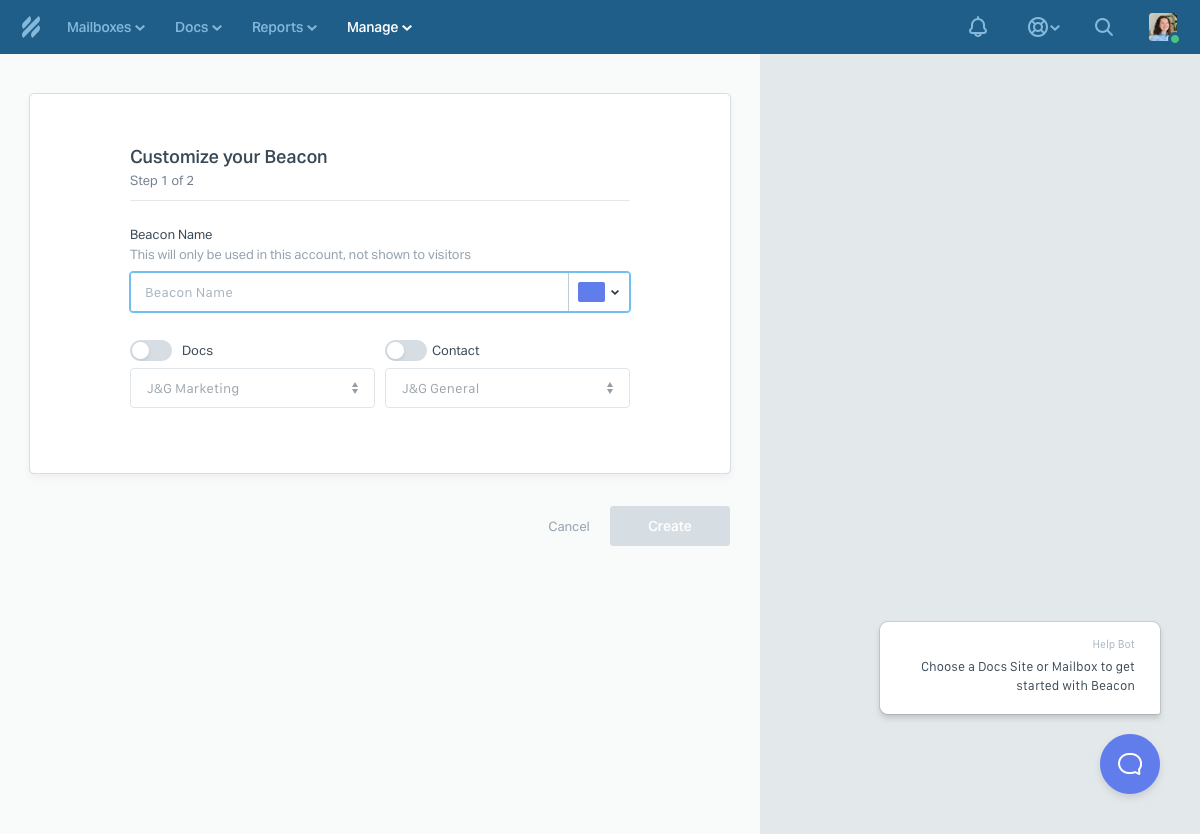 Mailboxes
Docs
Reports
Manage
Customize your Beacon
Step 1 of 2
Beacon Name
This will only be used in this account, not shown to visitors
Beacon Name
Docs
Contact
J&G Marketing
J&G General
Cancel
Create
Help Bot
Choose a Docs Site or Mailbox to get
started with Beacon